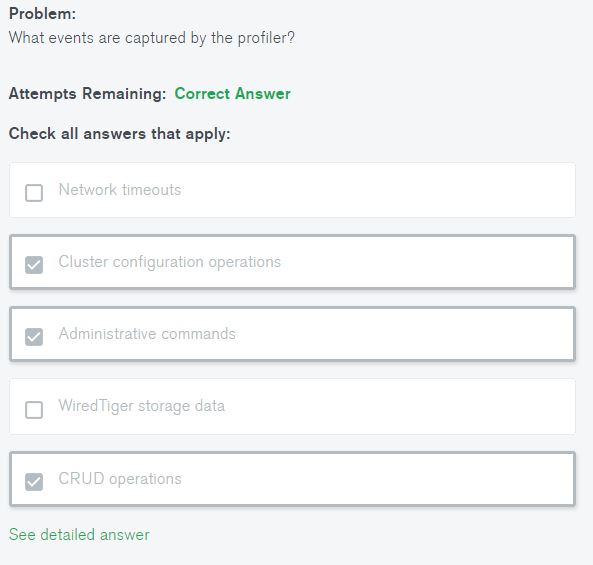 Problem:
What events are captured by the profiler?
Attempts Remaining: Correct Answer
Check all answers that apply:
Network timeouts
Cluster configuration operations
Administrative commands
WiredTiger storage data
CRUD operations
See detailed answer